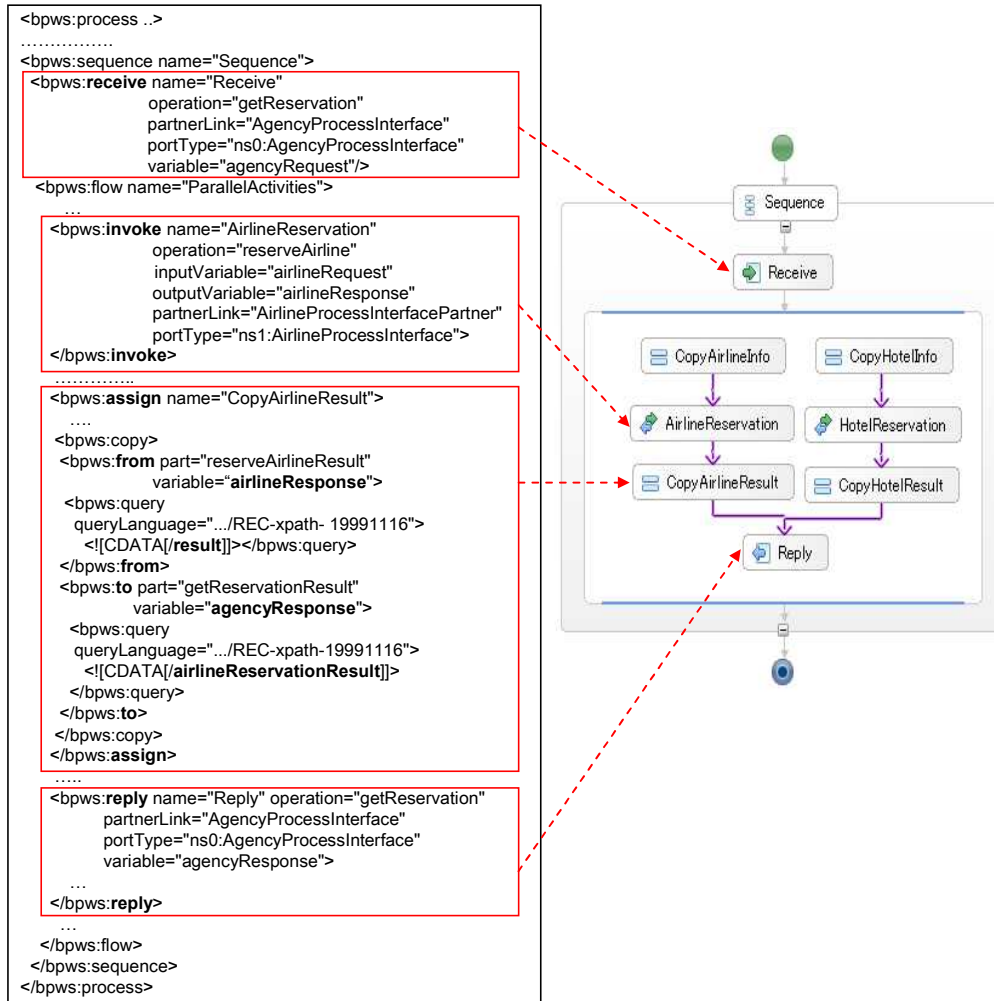 <bpws:process ..>
…………….
<bpws:sequence name="Sequence">
<bpws:receive name="Receive"
operation="getReservation"
partnerLink="AgencyProcessInterface"
portType="ns0:AgencyProcessInterface"
variable="agencyRequest"/>
<bpws:flow name="ParallelActivities">
…
<bpws:invoke name="AirlineReservation"
operation="reserveAirline"
inputVariable="airlineRequest"
outputVariable="airlineResponse"
partnerLink="AirlineProcessInterfacePartner"
portType="ns1:AirlineProcessInterface">
</bpws:invoke>
…………..
<bpws:assign name="CopyAirlineResult">
….
<bpws:copy>
<bpws:from part="reserveAirlineResult"
variable=“airlineResponse">
<bpws:query
queryLanguage=".../REC-xpath- 19991116">
<![CDATA[/result]]></bpws:query>
</bpws:from>
<bpws:to part="getReservationResult"
variable="agencyResponse">
<bpws:query
queryLanguage=".../REC-xpath-19991116">
<![CDATA[/airlineReservationResult]]>
</bpws:query>
</bpws:to>
</bpws:copy>
</bpws:assign>
…..
<bpws:reply name="Reply" operation="getReservation"
partnerLink="AgencyProcessInterface"
portType="ns0:AgencyProcessInterface"
variable="agencyResponse">
…
</bpws:reply>
…
</bpws:flow>
</bpws:sequence>
</bpws:process>
Sequence
Receive
CopyAirlineInfo
CopyHotelInfo
AirlineReservation
HotelReservation
CopyAirlineResult
CopyHotelResult
Reply